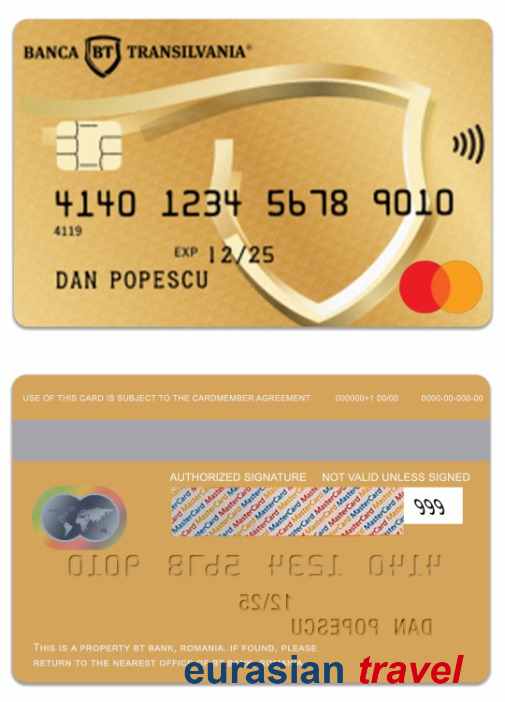 BANCA BT TRANSILVANIA®
4140 1234 5678 9010
4119
EXP 12/25
DAN POPESCU
USE OF THIS CARD IS SUBJECT TO THE CARDMEMBER AGREEMENT 000000+1 00/00 0000-00-000-00
AUTHORIZED SIGNATURE NOT VALID UNLESS SIGNED
MasterCard MasterCard MasterCard
999
4140 1234 5678 9010
12/25
DAN POPESCU
THIS IS A PROPERTY BT BANK, ROMANIA. IF FOUND, PLEASE
RETURN TO THE NEAREST OFFICE OF BT
eurasian travel